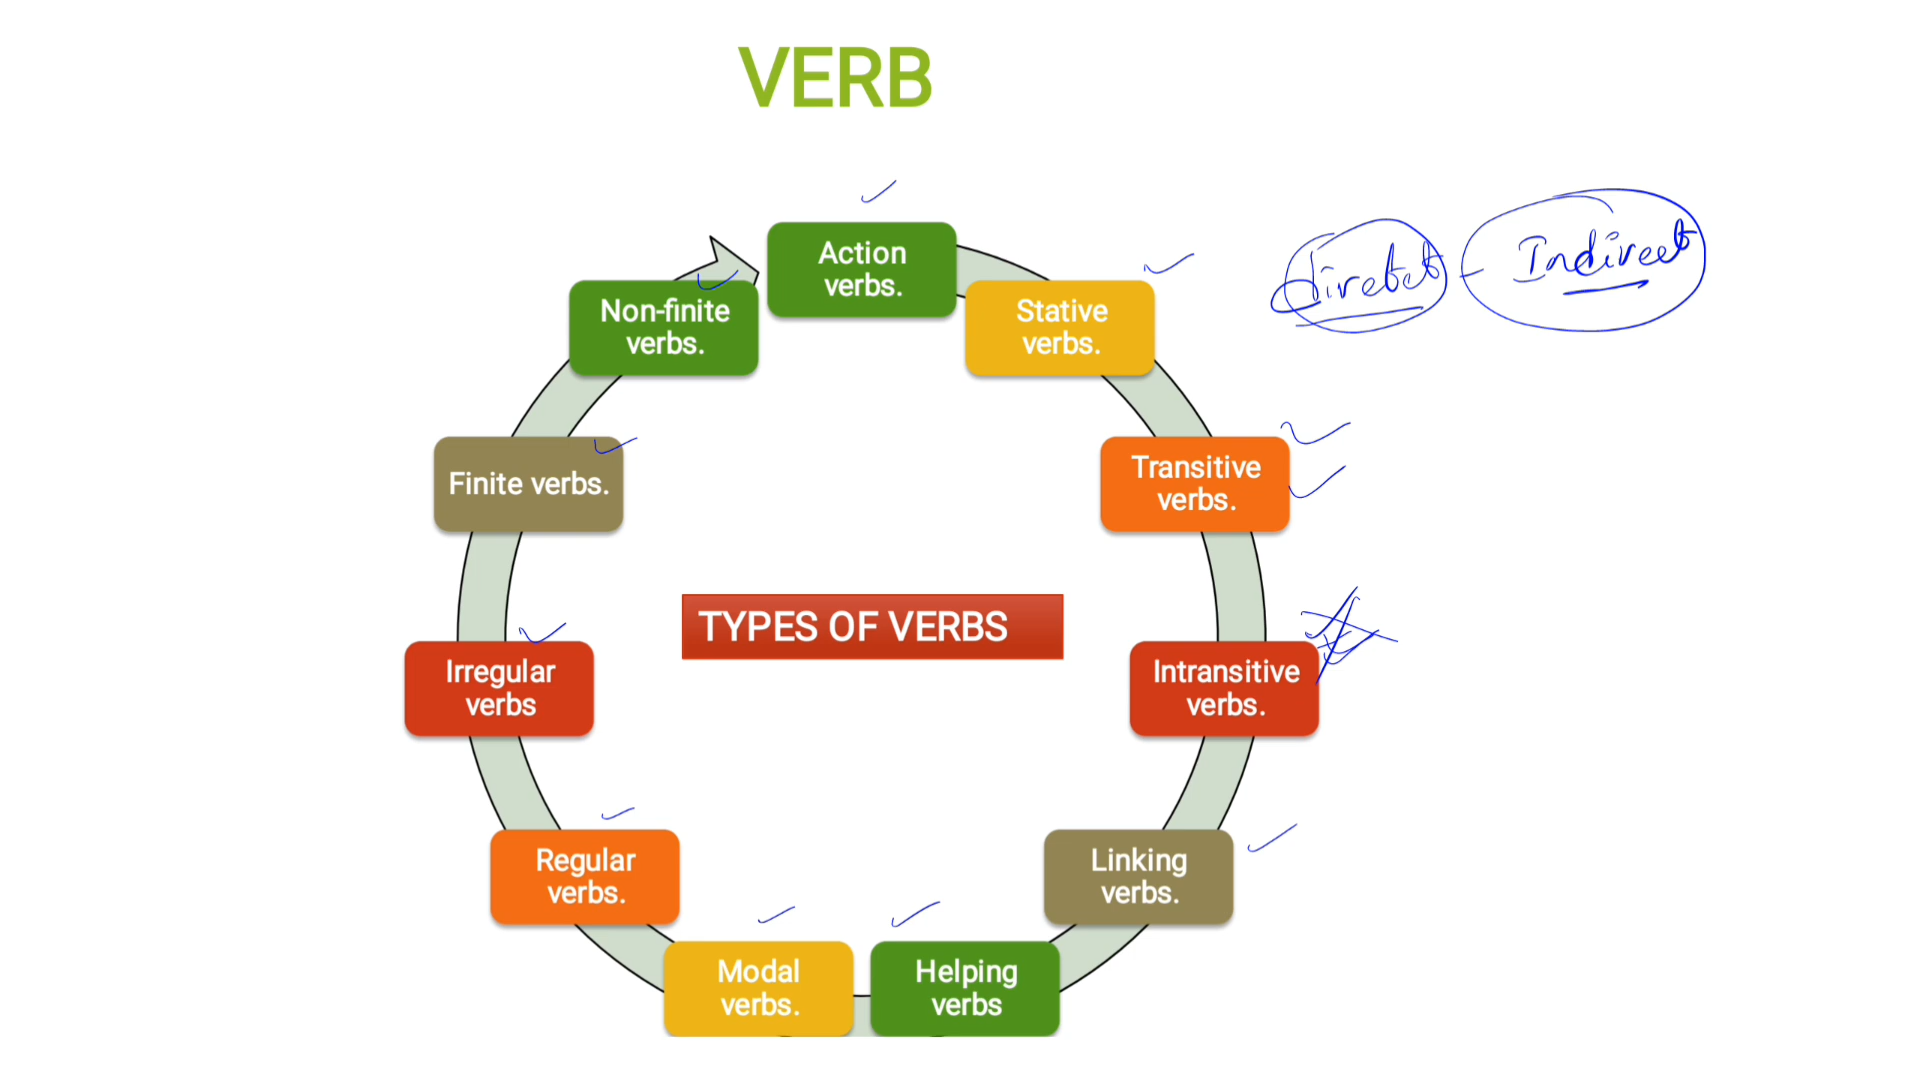 VERB
Action
verbs.
Stative
verbs.
Transitive
verbs.
Intransitive
verbs.
Linking
verbs.
Helping
verbs
Modal
verbs.
Regular
verbs.
Irregular
verbs
Finite verbs.
Non-finite
verbs.
TYPES OF VERBS
Indirect